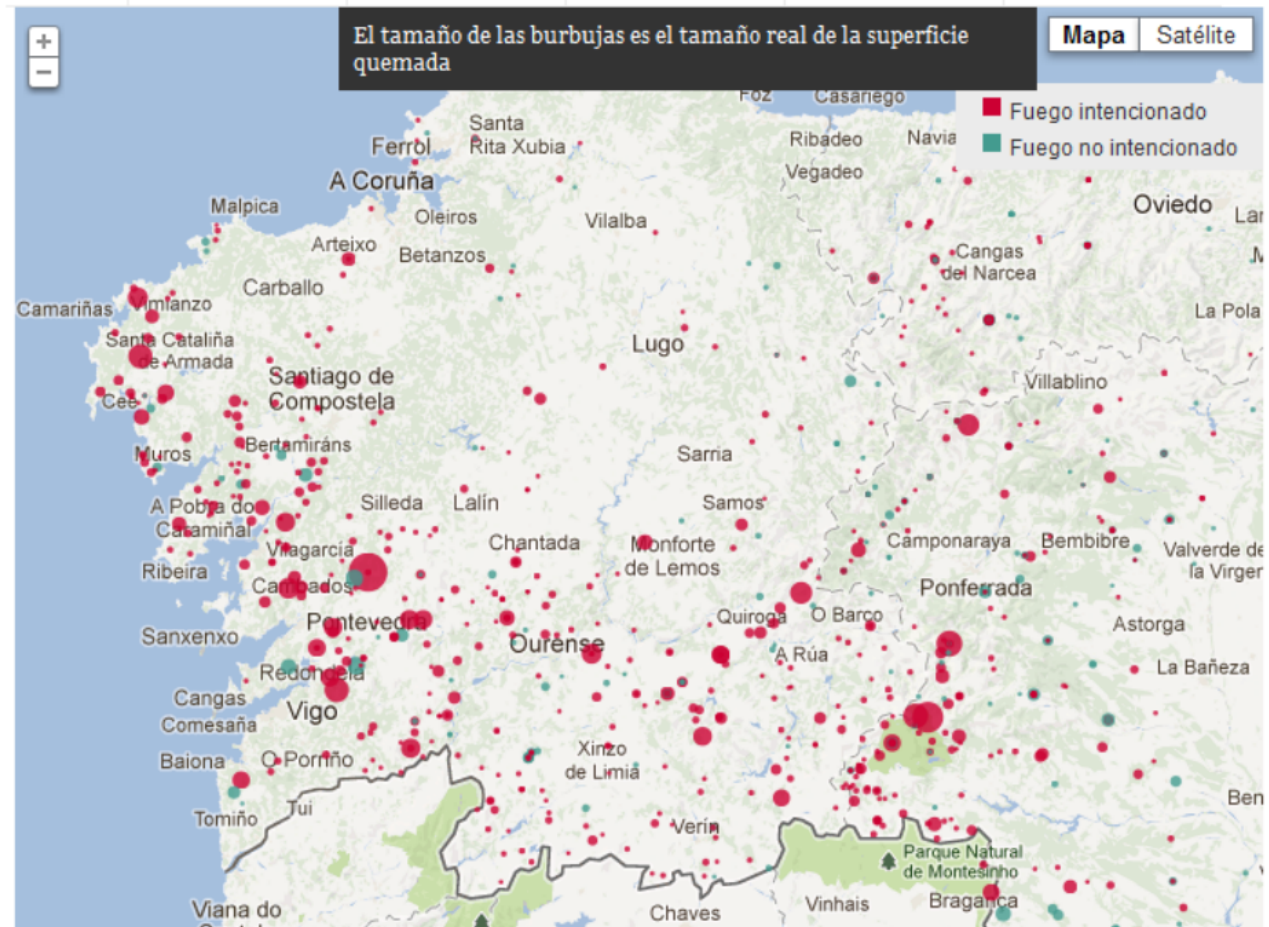 +
−
El tamaño de las burbujas es el tamaño real de la superficie
quemada
Mapa
Satélite
Fuego intencionado
Fuego no intencionado
Foz
Casariego
Santa
Rita Xubia
Ferrol
Ribadeo
Navia
A Coruña
Vegadeo
Malpica
Oleiros
Vilalba
Oviedo
Arteixo
Betanzos
Cangas
del Narcea
Carballo
Camariñas
Vimianzo
La Pola
Santa Cataliña
de Armada
Lugo
Santiago de
Compostela
Villablino
Cee
Bertamiráns
Muros
Sarria
A Pobra do
Caramiñal
Silleda
Lalín
Samos
Vilagarcía
Chantada
Monforte
de Lemos
Camponaraya
Bembibre
Valverde de
la Virgen
Ribeira
Cambados
Ponferrada
Sanxenxo
Pontevedra
Quiroga
O Barco
Astorga
Ourense
A Rúa
La Bañeza
Redondela
Cangas
Vigo
Comesaña
Baiona
O Porriño
Xinzo
de Limia
Ben
Tomiño
Tui
Verín
Parque Natural
de Montesinho
Viana do
Chaves
Vinhais
Bragança